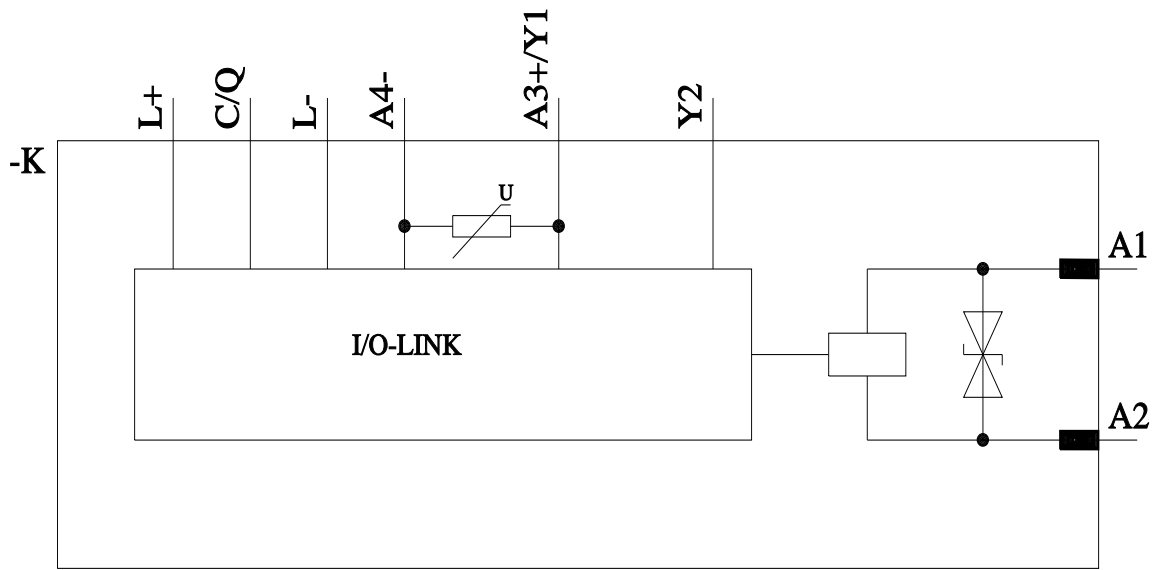 L+
C/Q
L-
A4-
A3+/Y1
Y2
-K
U
A1
I/O-LINK
A2